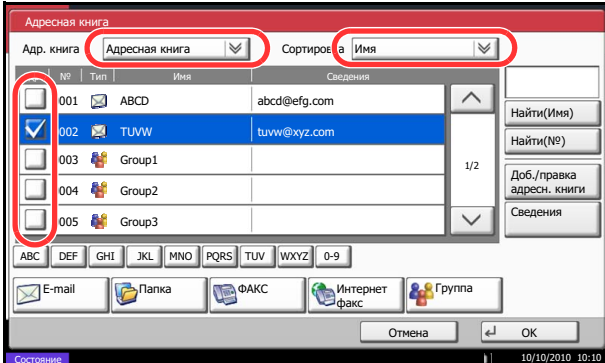 Адресная книга
Адр. книга Адресная книга Сортировка Имя
№ Тип Имя Сведения
001 ABCD abcd@efg.com
002 TUVW tuvw@xyz.com
003 Group1
004 Group2
005 Group3
1/2
Найти(Имя)
Найти(№)
Доб./правка
адресн. книги
Сведения
ABC DEF GHI JKL MNO PQRS TUV WXYZ 0-9
E-mail Папка ФАКС Интернет
факс Группа
Отмена OK
Состояние 10/10/2010 10:10